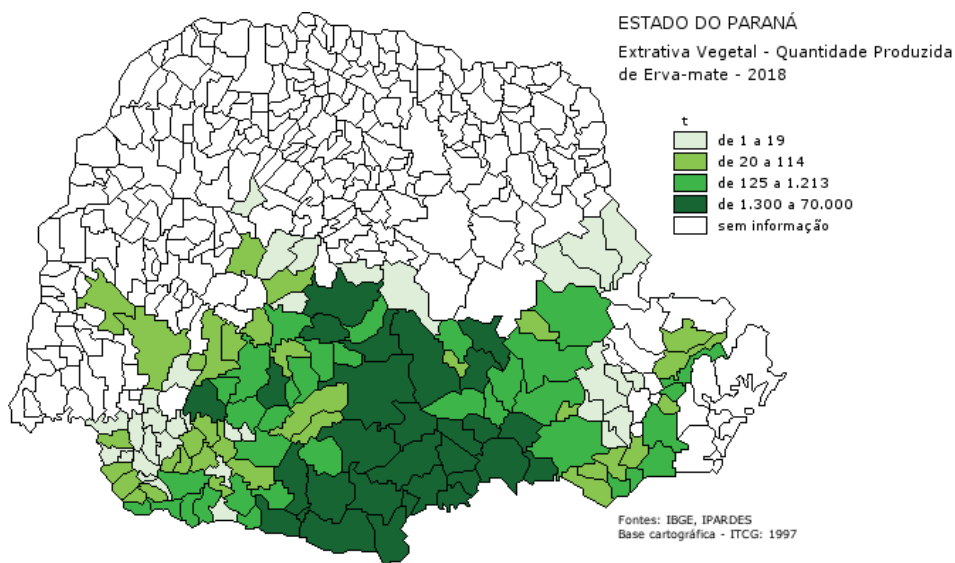 ESTADO DO PARANÁ
Extrativa Vegetal - Quantidade Produzida
de Erva-mate - 2018
t
de 1 a 19
de 20 a 114
de 125 a 1.213
de 1.300 a 70.000
sem informação
Fontes: IBGE, IPARDES
Base cartográfica - ITCG: 1997